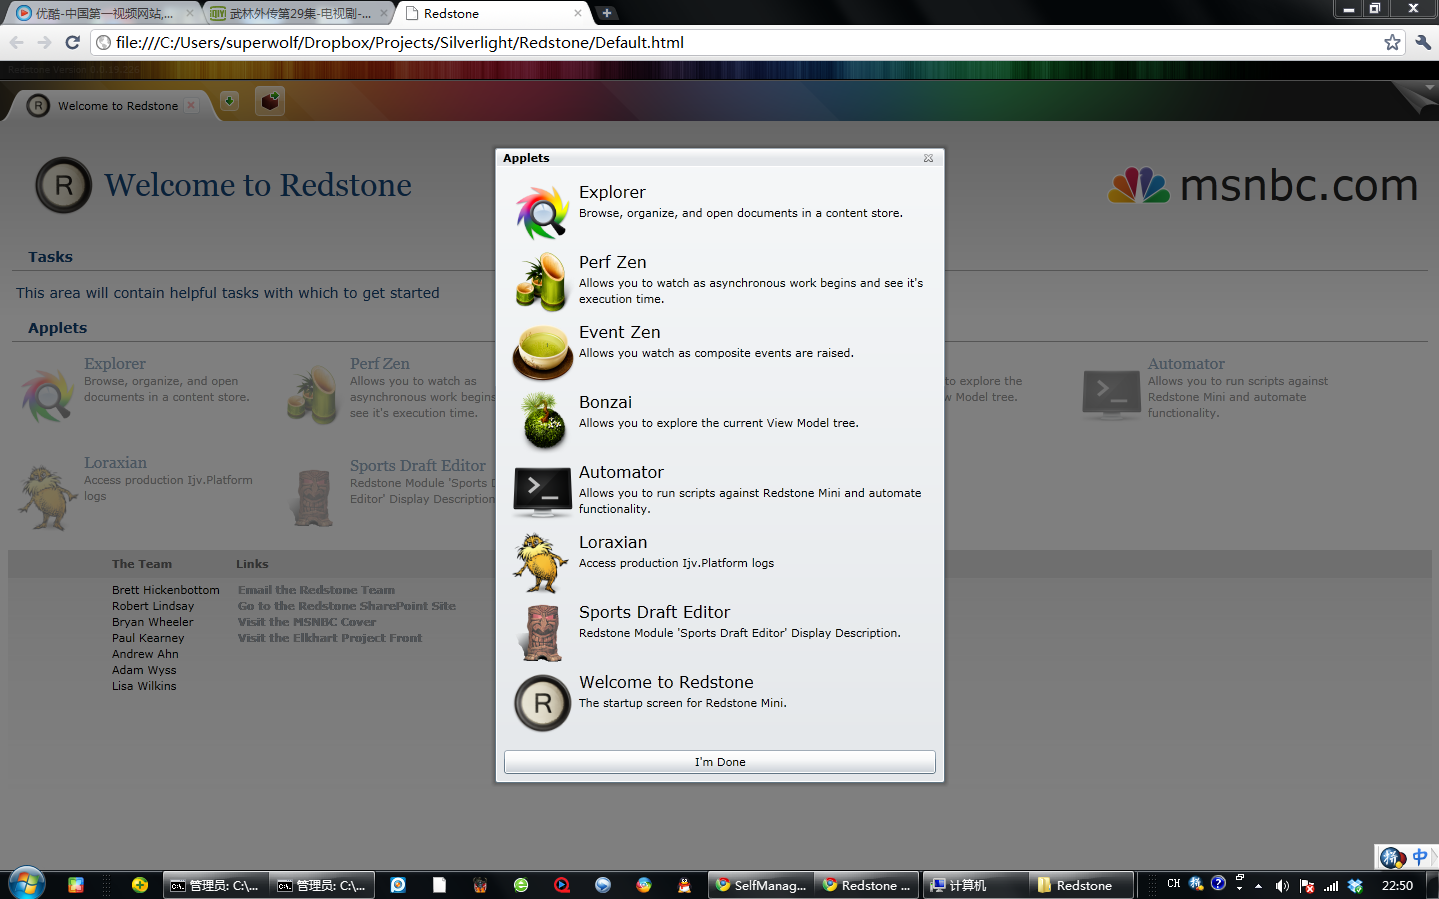 优酷-中国第一视频网站,...
武林外传第29集-电视剧-...
Redstone
file:///C:/Users/superwolf/Dropbox/Projects/Silverlight/Redstone/Default.html
Welcome to Redstone
R
Welcome to Redstone
msnbc.com
Tasks
This area will contain helpful tasks with which to get started
Applets
Explorer
Browse, organize, and open
documents in a content store.
Perf Zen
Allows you to watch as
asynchronous work begins
see it's execution time.
to explore the
Model tree.
Automator
Allows you to run scripts against
Redstone Mini and automate
functionality.
Loraxian
Access production Ijv.Platform
logs
Sports Draft Editor
Redstone Module 'Sports
Editor' Display Description
The Team
Links
Brett Hickenbottom
Robert Lindsay
Bryan Wheeler
Paul Kearney
Andrew Ahn
Adam Wyss
Lisa Wilkins
Email the Redstone Team
Go to the Redstone SharePoint Site
Visit the MSNBC Cover
Visit the Elkhart Project Front
Applets
Explorer
Browse, organize, and open documents in a content store.
Perf Zen
Allows you to watch as asynchronous work begins and see it's
execution time.
Event Zen
Allows you watch as composite events are raised.
Bonzai
Allows you to explore the current View Model tree.
Automator
Allows you to run scripts against Redstone Mini and automate
functionality.
Loraxian
Access production Ijv.Platform logs
Sports Draft Editor
Redstone Module 'Sports Draft Editor' Display Description.
R
Welcome to Redstone
The startup screen for Redstone Mini.
I'm Done
中
管理员: C:\...
管理员: C:\...
SelfManag...
Redstone ...
计算机
Redstone
CH
22:50